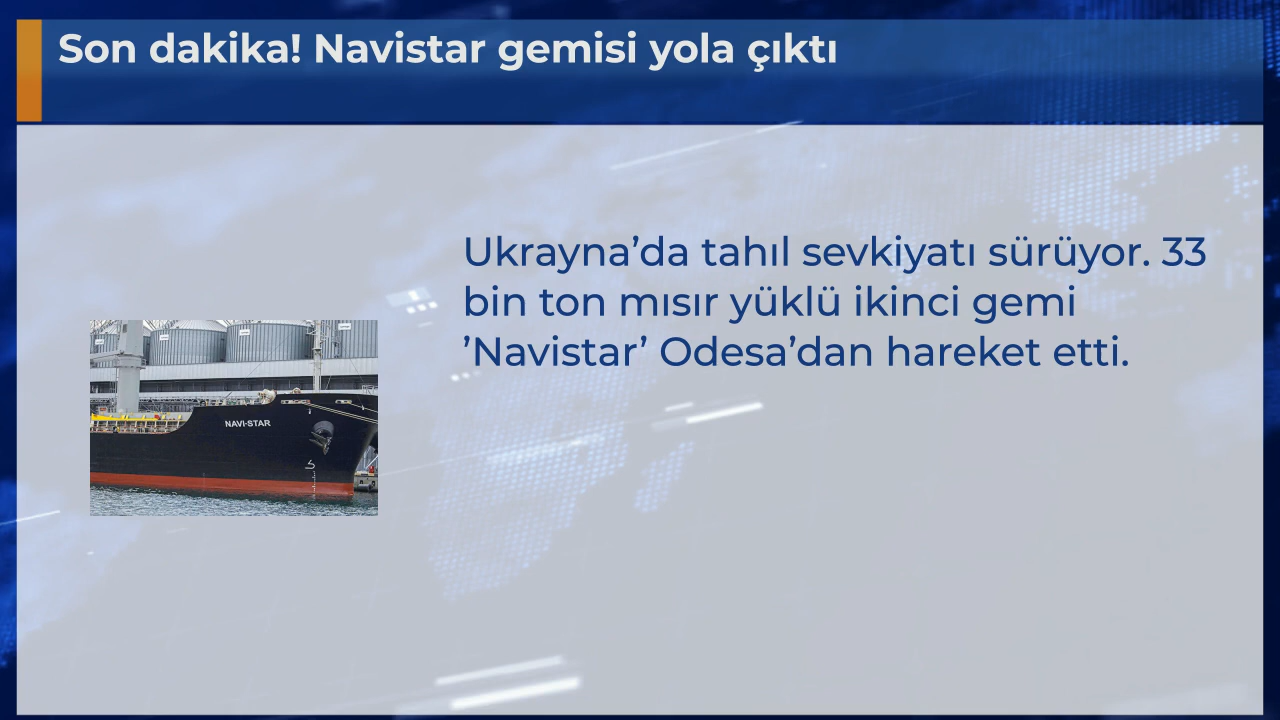 Son dakika! Navistar gemisi yola çıktı
Ukrayna’da tahıl sevkiyatı sürüyor. 33
bin ton mısır yüklü ikinci gemi
’Navistar’ Odesa’dan hareket etti.
NAVI-STAR